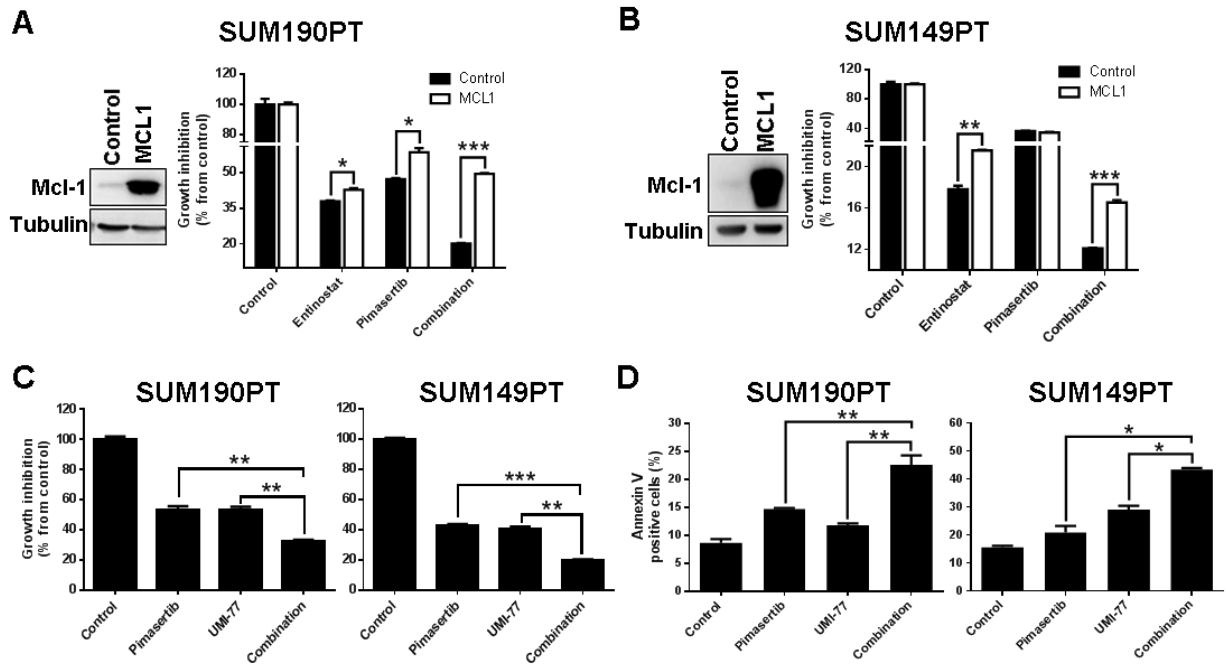 A
SUM190PT
Control
MCL1
Mcl-1
Tubulin
Growth inhibition
(% from control)
120
100
80
50
35
20
Control
MCL1
*
*
***
Control
Entinostat
Pimasertib
Combination
B
SUM149PT
Control
MCL1
Mcl-1
Tubulin
Growth inhibition
(% from control)
120
100
80
60
40
20
16
12
Control
MCL1
**
***
Control
Entinostat
Pimasertib
Combination
C
SUM190PT
Growth inhibition
(% from control)
120
100
80
60
40
20
0
**
**
Control
Pimasertib
UMI-77
Combination
SUM149PT
120
100
80
60
40
20
0
***
**
Control
Pimasertib
UMI-77
Combination
D
SUM190PT
Annexin V
positive cells (%)
30
25
20
15
10
5
0
**
**
Control
Pimasertib
UMI-77
Combination
SUM149PT
60
50
40
30
20
10
0
*
*
Control
Pimasertib
UMI-77
Combination